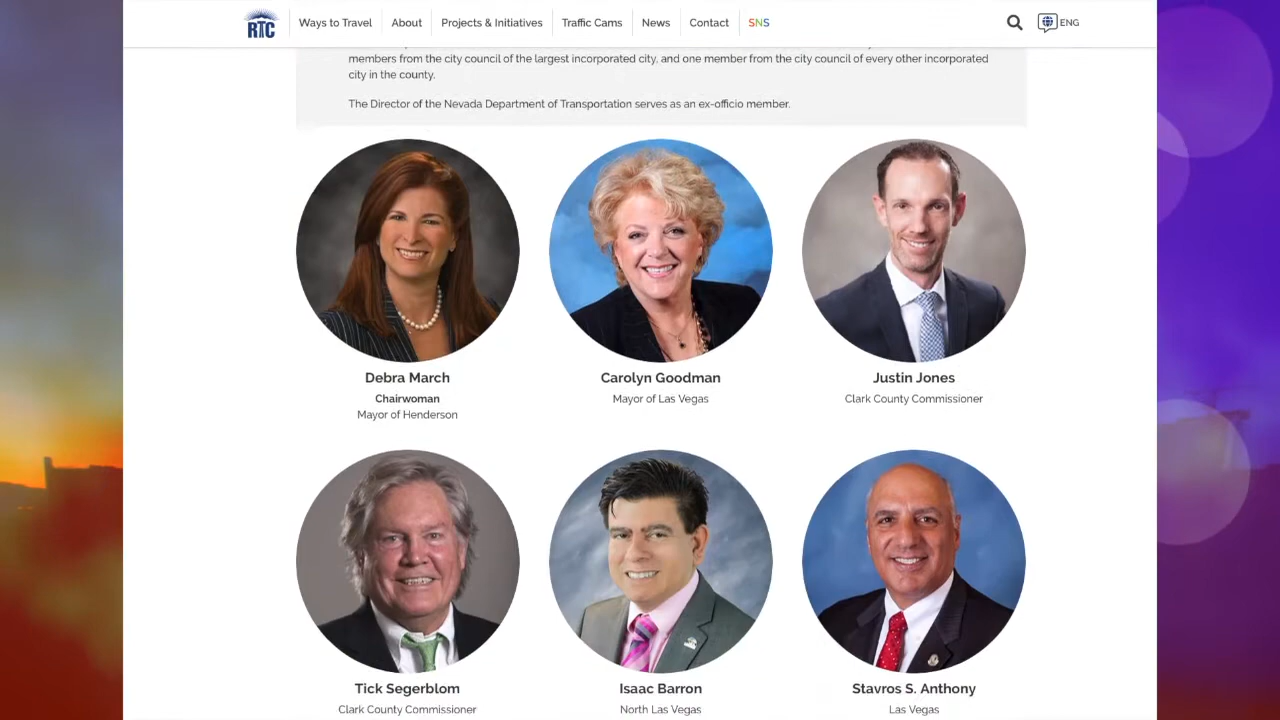 RTC
Ways to Travel
About
Projects & Initiatives
Traffic Cams
News
Contact
SNS
ENG
members from the city council of the largest incorporated city, and one member from the city council of every other incorporated
city in the county.
The Director of the Nevada Department of Transportation serves as an ex-officio member.
Debra March
Chairwoman
Mayor of Henderson
Carolyn Goodman
Mayor of Las Vegas
Justin Jones
Clark County Commissioner
Tick Segerblom
Clark County Commissioner
Isaac Barron
North Las Vegas
Stavros S. Anthony
Las Vegas